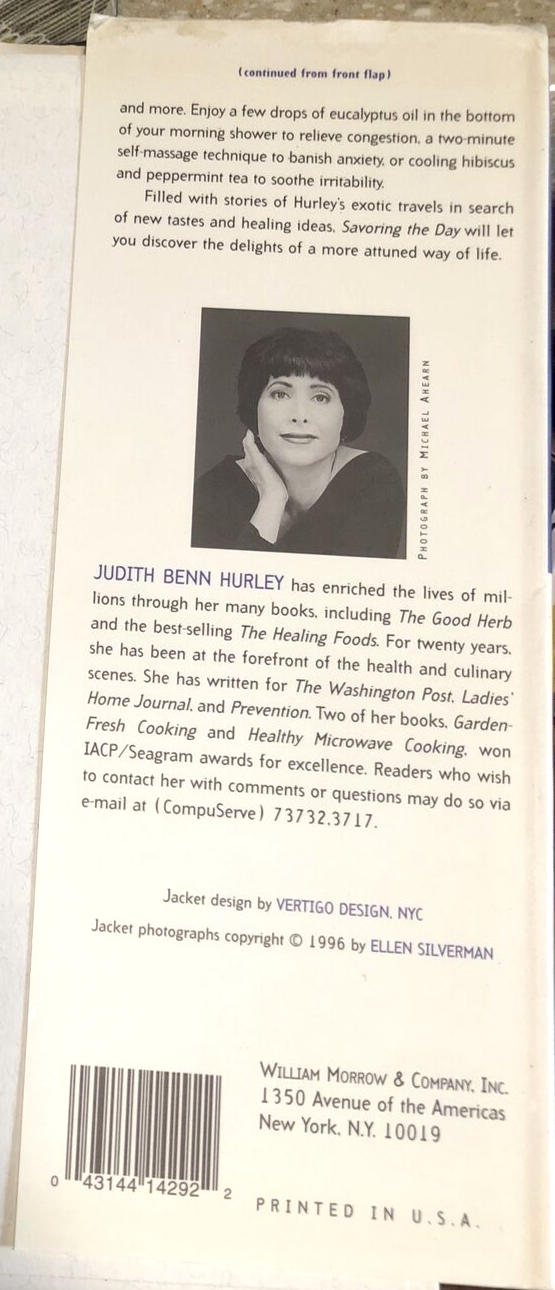 (continued from front flap)
and more. Enjoy a few drops of eucalyptus oil in the bottom
of your morning shower to relieve congestion, a two-minute
self-massage technique to banish anxiety, or cooling hibiscus
and peppermint tea to soothe irritability.
Filled with stories of Hurley's exotic travels in search
of new tastes and healing ideas, Savoring the Day will let
you discover the delights of a more attuned way of life.
PHOTOGRAPH BY MICHAEL AHEARN
JUDITH BENN HURLEY has enriched the lives of mil-
lions through her many books, including The Good Herb
and the best-selling The Healing Foods. For twenty years,
she has been at the forefront of the health and culinary
scenes. She has written for The Washington Post, Ladies'
Home Journal, and Prevention. Two of her books, Garden-
Fresh Cooking and Healthy Microwave Cooking, won
IACP/Seagram awards for excellence. Readers who wish
to contact her with comments or questions may do so via
e-mail at (CompuServe) 73732,3717.
Jacket design by VERTIGO DESIGN, NYC
Jacket photographs copyright © 1996 by ELLEN SILVERMAN
WILLIAM MORROW & COMPANY, INC.
1350 Avenue of the Americas
New York, N.Y. 10019
0 43144 14292 2
PRINTED IN U.S.A.